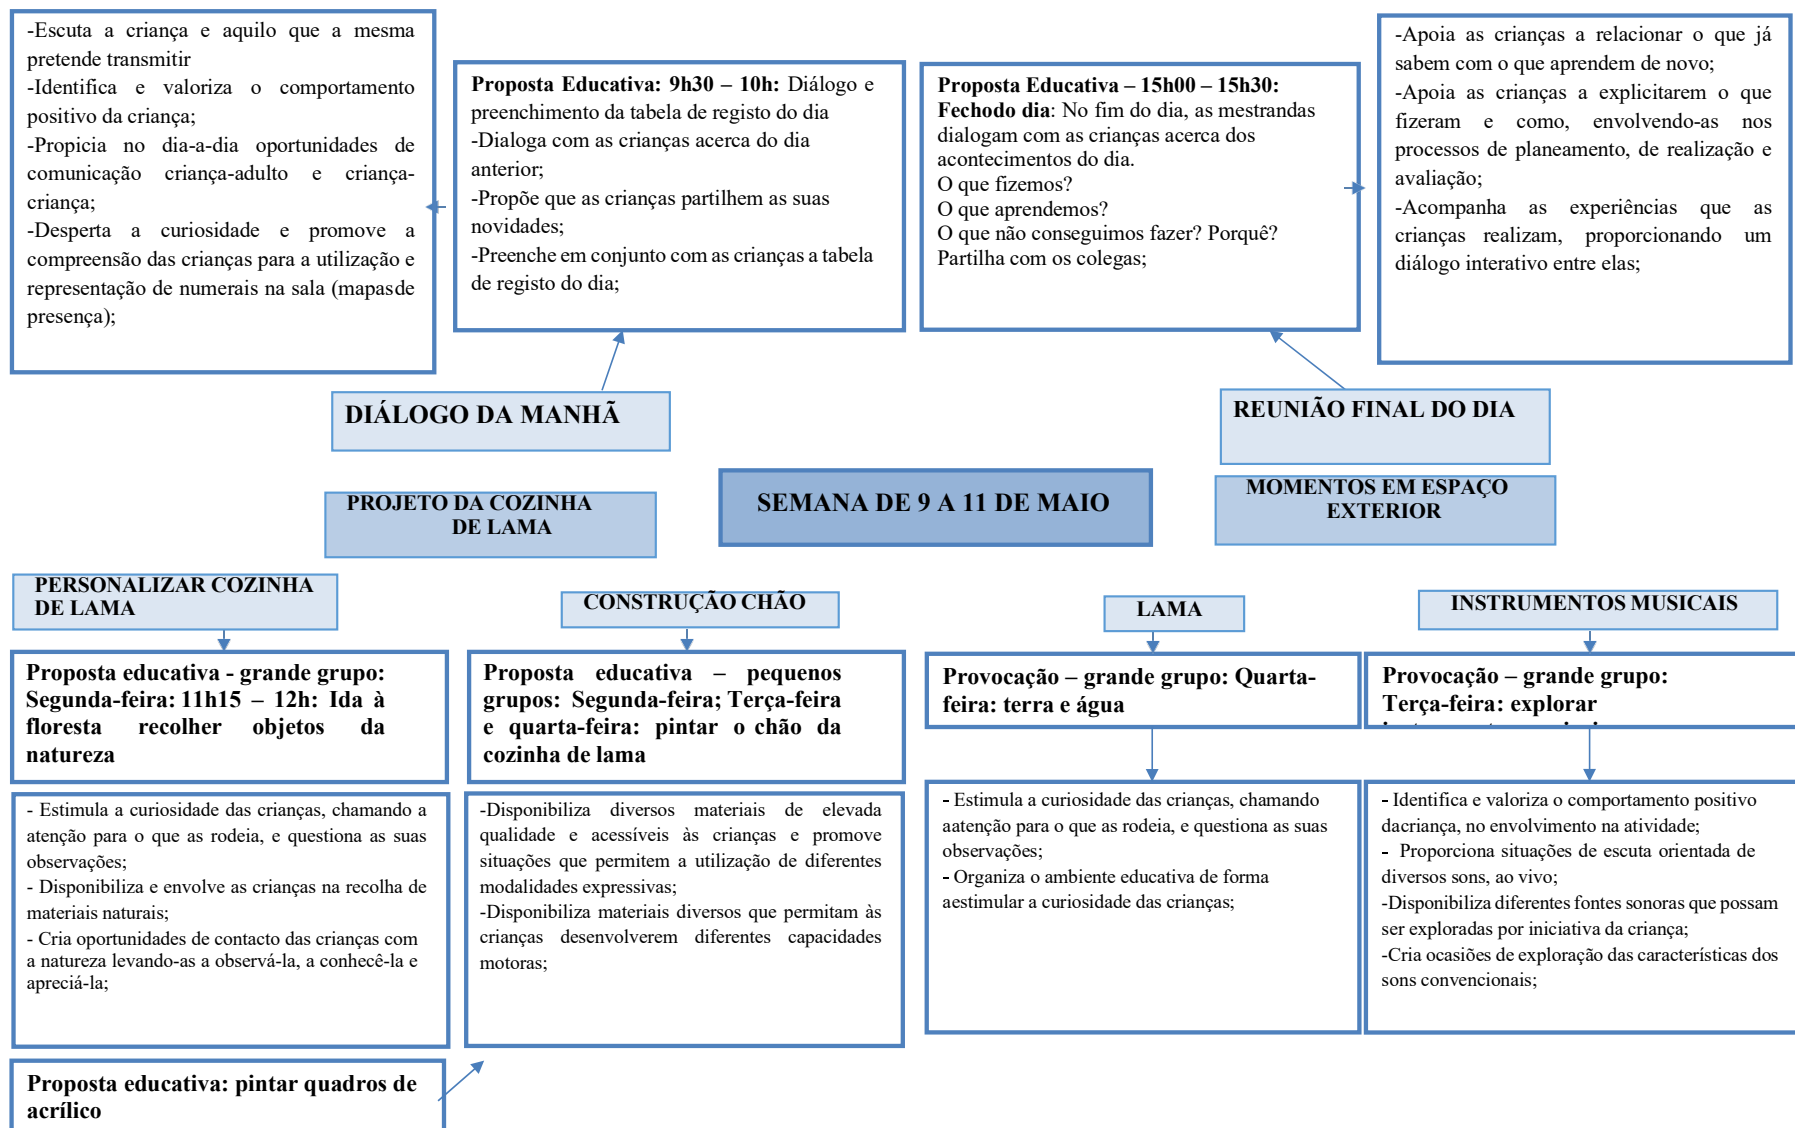 -Escuta a criança e aquilo que a mesma
pretende transmitir
-Identifica e valoriza o comportamento
positivo da criança;
-Propicia no dia-a-dia oportunidades de
comunicação criança-adulto e criança-
criança;
-Desperta a curiosidade e promove a
compreensão das crianças para a utilização e
representação de numerais na sala (mapasde
presença);
Proposta Educativa: 9h30 – 10h: Diálogo e
preenchimento da tabela de registo do dia
-Dialoga com as crianças acerca do dia
anterior;
-Propõe que as crianças partilhem as suas
novidades;
-Preenche em conjunto com as crianças a tabela
de registo do dia;
Proposta Educativa – 15h00 – 15h30:
Fechodo dia: No fim do dia, as mestrandas
dialogam com as crianças acerca dos
acontecimentos do dia.
O que fizemos?
O que aprendemos?
O que não conseguimos fazer? Porquê?
Partilha com os colegas;
-Apoia as crianças a relacionar o que já
sabem com o que aprendem de novo;
-Apoia as crianças a explicitarem o que
fizeram e como, envolvendo-as nos
processos de planeamento, de realização e
avaliação;
-Acompanha as experiências que as
crianças realizam, proporcionando um
diálogo interativo entre elas;
DIÁLOGO DA MANHÃ
REUNIÃO FINAL DO DIA
PROJETO DA COZINHA
DE LAMA
SEMANA DE 9 A 11 DE MAIO
MOMENTOS EM ESPAÇO
EXTERIOR
PERSONALIZAR COZINHA
DE LAMA
CONSTRUÇÃO CHÃO
LAMA
INSTRUMENTOS MUSICAIS
Proposta educativa - grande grupo:
Segunda-feira: 11h15 – 12h: Ida à
floresta recolher objetos da
natureza
Proposta educativa – pequenos
grupos: Segunda-feira; Terça-feira
e quarta-feira: pintar o chão da
cozinha de lama
Provocação – grande grupo: Quarta-
feira: terra e água
Provocação – grande grupo:
Terça-feira: explorar
- Estimula a curiosidade das crianças, chamando a
atenção para o que as rodeia, e questiona as suas
observações;
- Disponibiliza e envolve as crianças na recolha de
materiais naturais;
- Cria oportunidades de contacto das crianças com
a natureza levando-as a observá-la, a conhecê-la e
apreciá-la;
-Disponibiliza diversos materiais de elevada
qualidade e acessíveis às crianças e promove
situações que permitem a utilização de diferentes
modalidades expressivas;
-Disponibiliza materiais diversos que permitam às
crianças desenvolverem diferentes capacidades
motoras;
- Estimula a curiosidade das crianças, chamando
aatenção para o que as rodeia, e questiona as suas
observações;
- Organiza o ambiente educativa de forma
aestimular a curiosidade das crianças;
- Identifica e valoriza o comportamento positivo
dacriança, no envolvimento na atividade;
- Proporciona situações de escuta orientada de
diversos sons, ao vivo;
-Disponibiliza diferentes fontes sonoras que possam
ser exploradas por iniciativa da criança;
-Cria ocasiões de exploração das características dos
sons convencionais;
Proposta educativa: pintar quadros de
acrílico